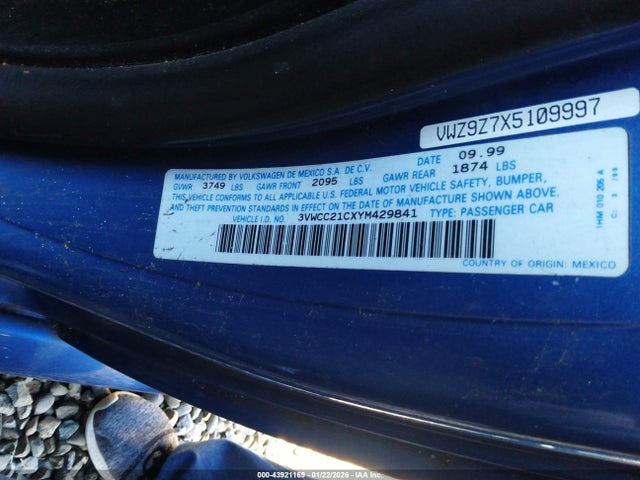 VWZ9Z7X5109997
MANUFACTURED BY VOLKSWAGEN DE MEXICO S.A. DE C.V. DATE 09.99
GVWR 3749 LBS GAWR FRONT 2095 LBS GAWR REAR 1874 LBS
THIS VEHICLE CONFORMS TO ALL APPLICABLE U.S. FEDERAL MOTOR VEHICLE SAFETY, BUMPER,
AND THEFT PREVENTION STANDARDS IN EFFECT ON THE DATE OF MANUFACTURE SHOWN ABOVE.
VEHICLE I.D. NO. 3VWCC21CXYM429841 TYPE: PASSENGER CAR
COUNTRY OF ORIGIN: MEXICO
1HM 010 205 A
000-43921169 - 01/22/2026 - IAA Inc.